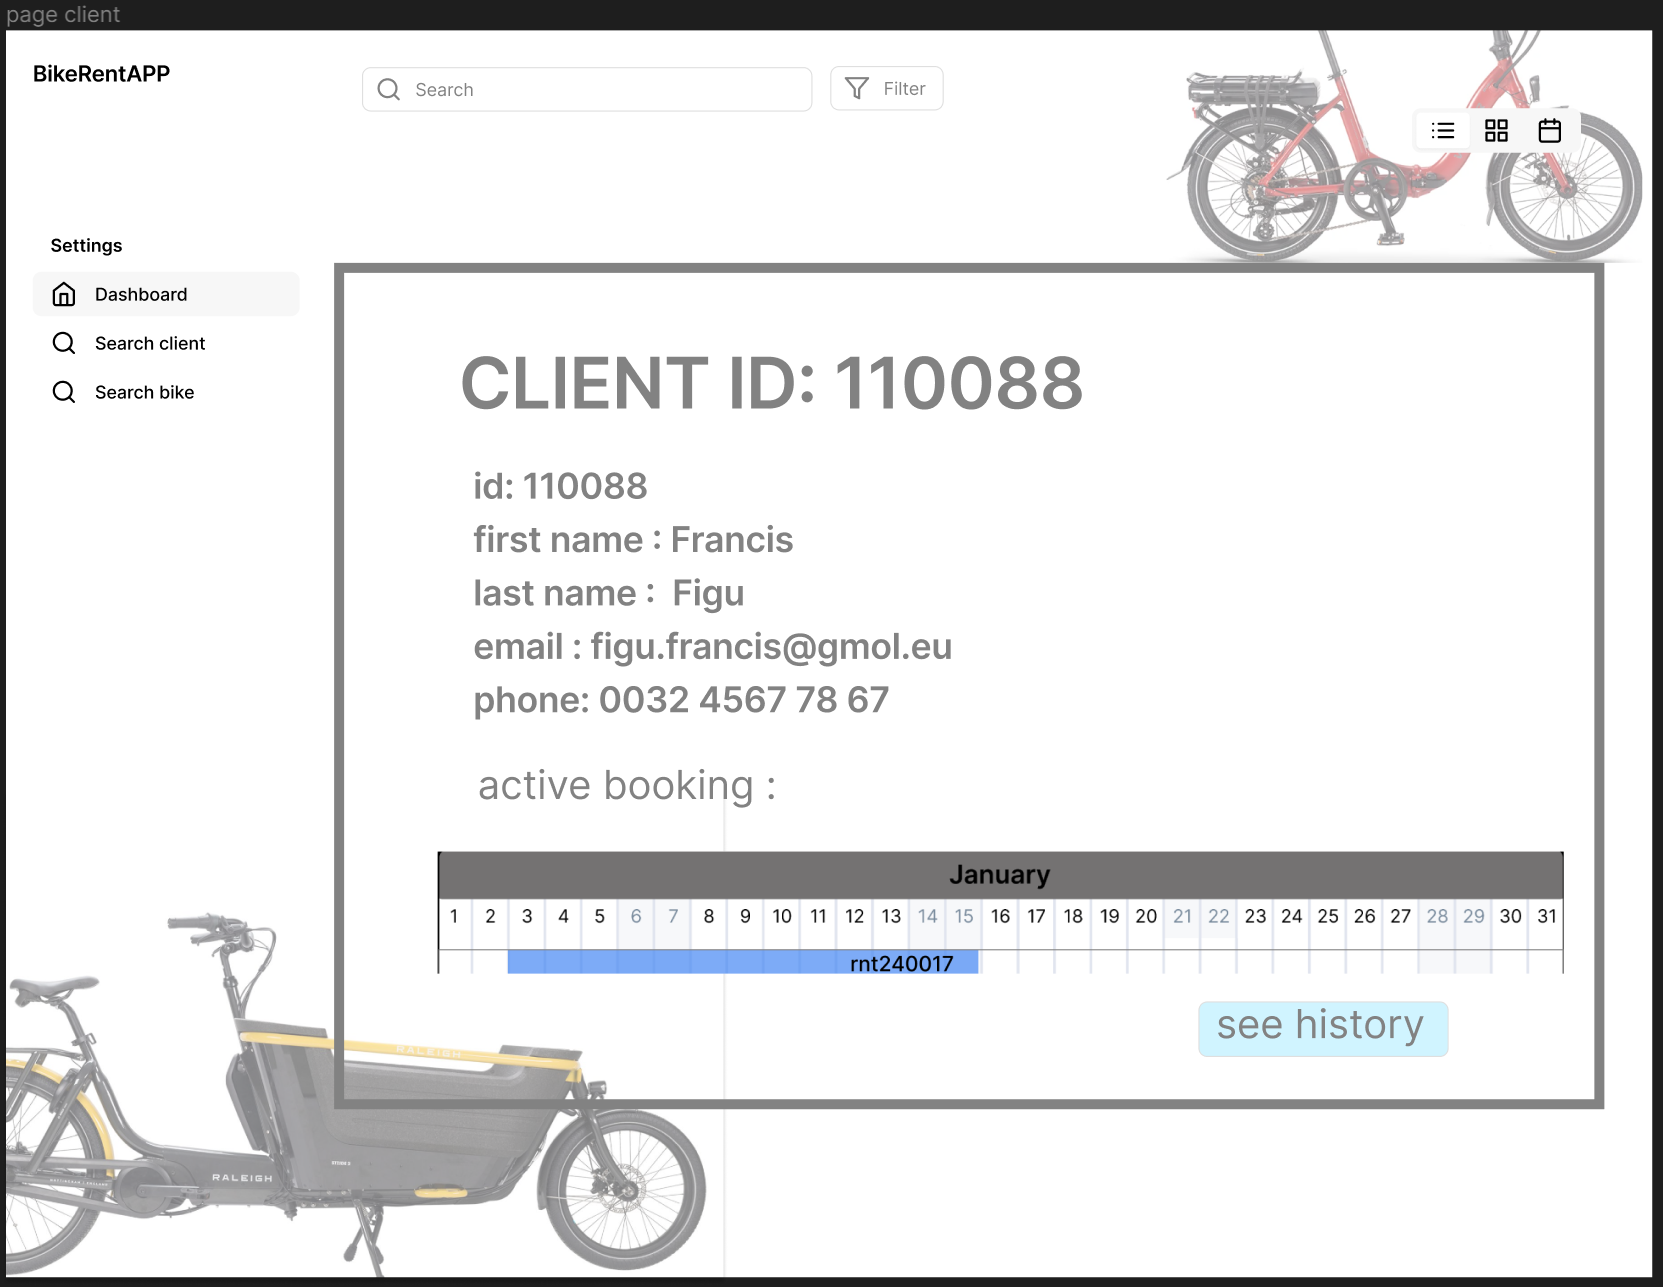 page client
BikeRentAPP
Search
Filter
Settings
Dashboard
Search client
Search bike
CLIENT ID: 110088
id: 110088
first name : Francis
last name :  Figu
email : figu.francis@gmol.eu
phone: 0032 4567 78 67
active booking :
January
1 2 3 4 5 6 7 8 9 10 11 12 13 14 15 16 17 18 19 20 21 22 23 24 25 26 27 28 29 30 31
rnt240017
see history
RALEIGH
RALEIGH